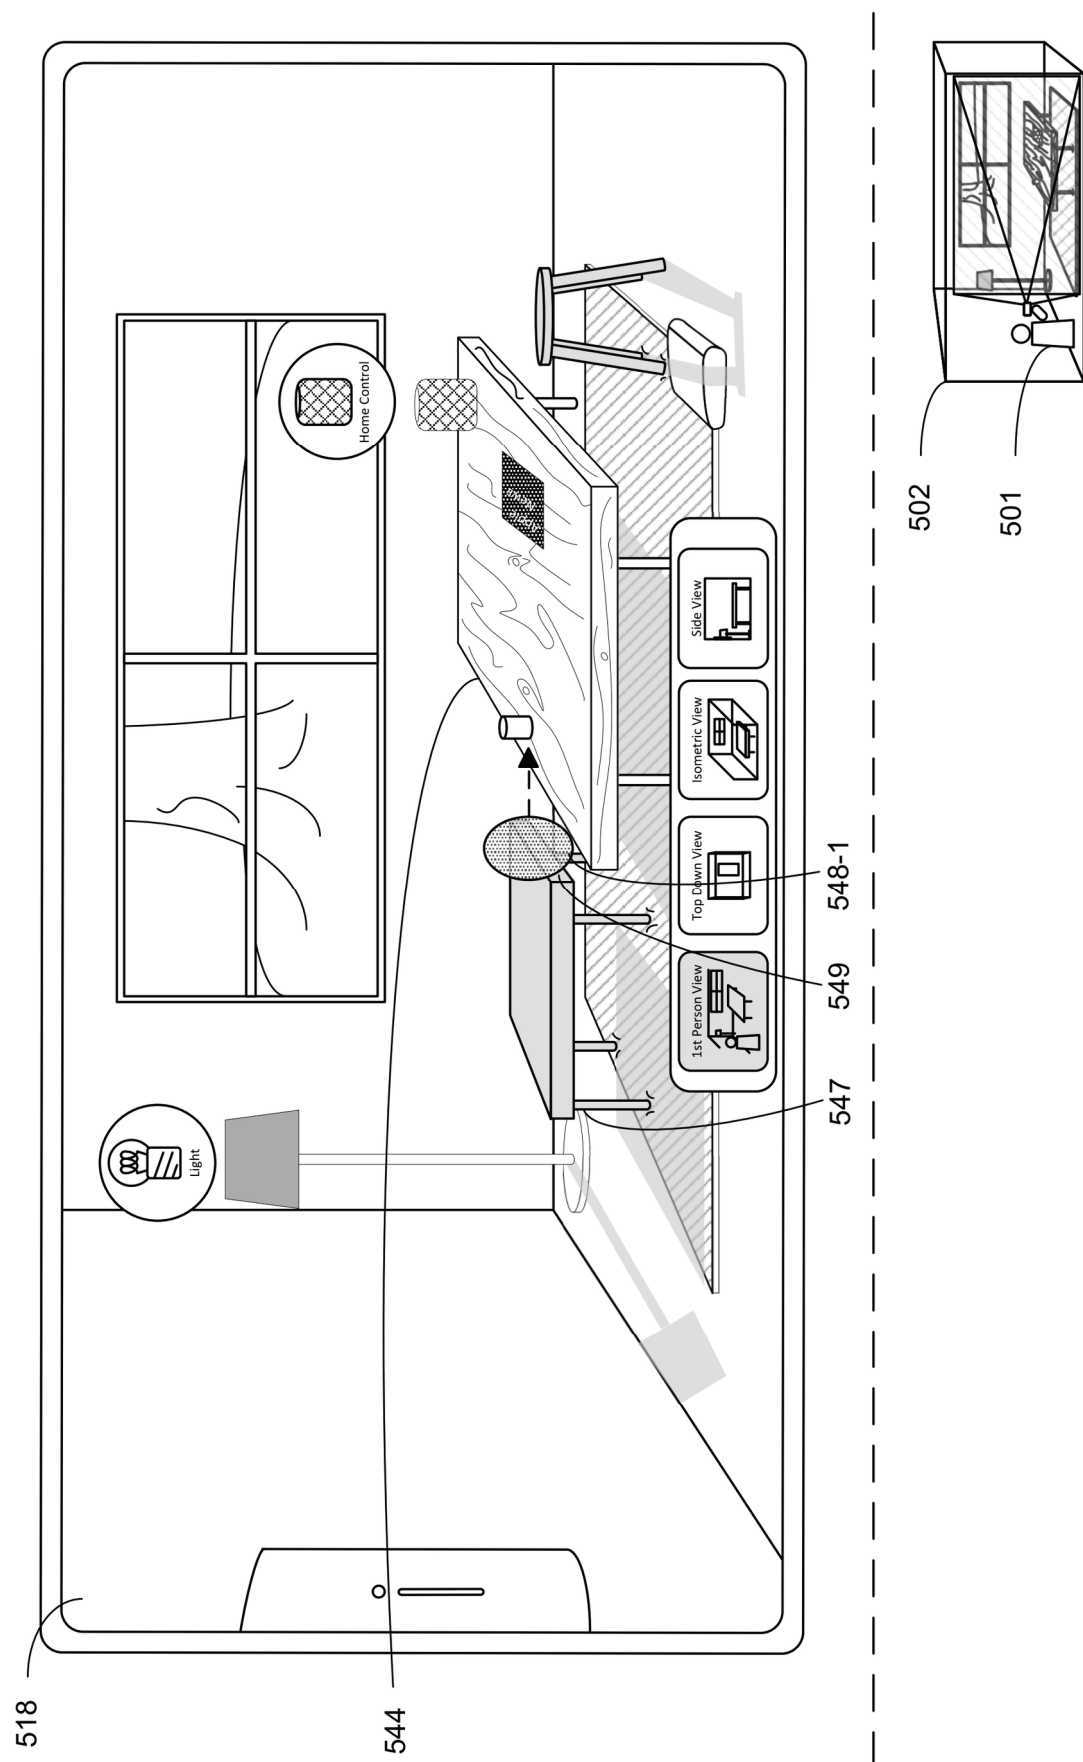 518
Light
Home Control
544
1st Person View
Top Down View
Isometric View
Side View
547
549
548-1
502
501